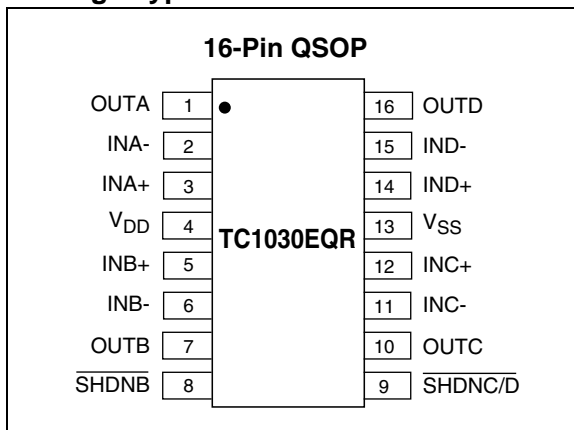 16-Pin QSOP
OUTA 1 16 OUTD
INA- 2 15 IND-
INA+ 3 14 IND+
VDD 4 13 VSS
TC1030EQR
INB+ 5 12 INC+
INB- 6 11 INC-
OUTB 7 10 OUTC
SHDNB 8 9 SHDNC/D